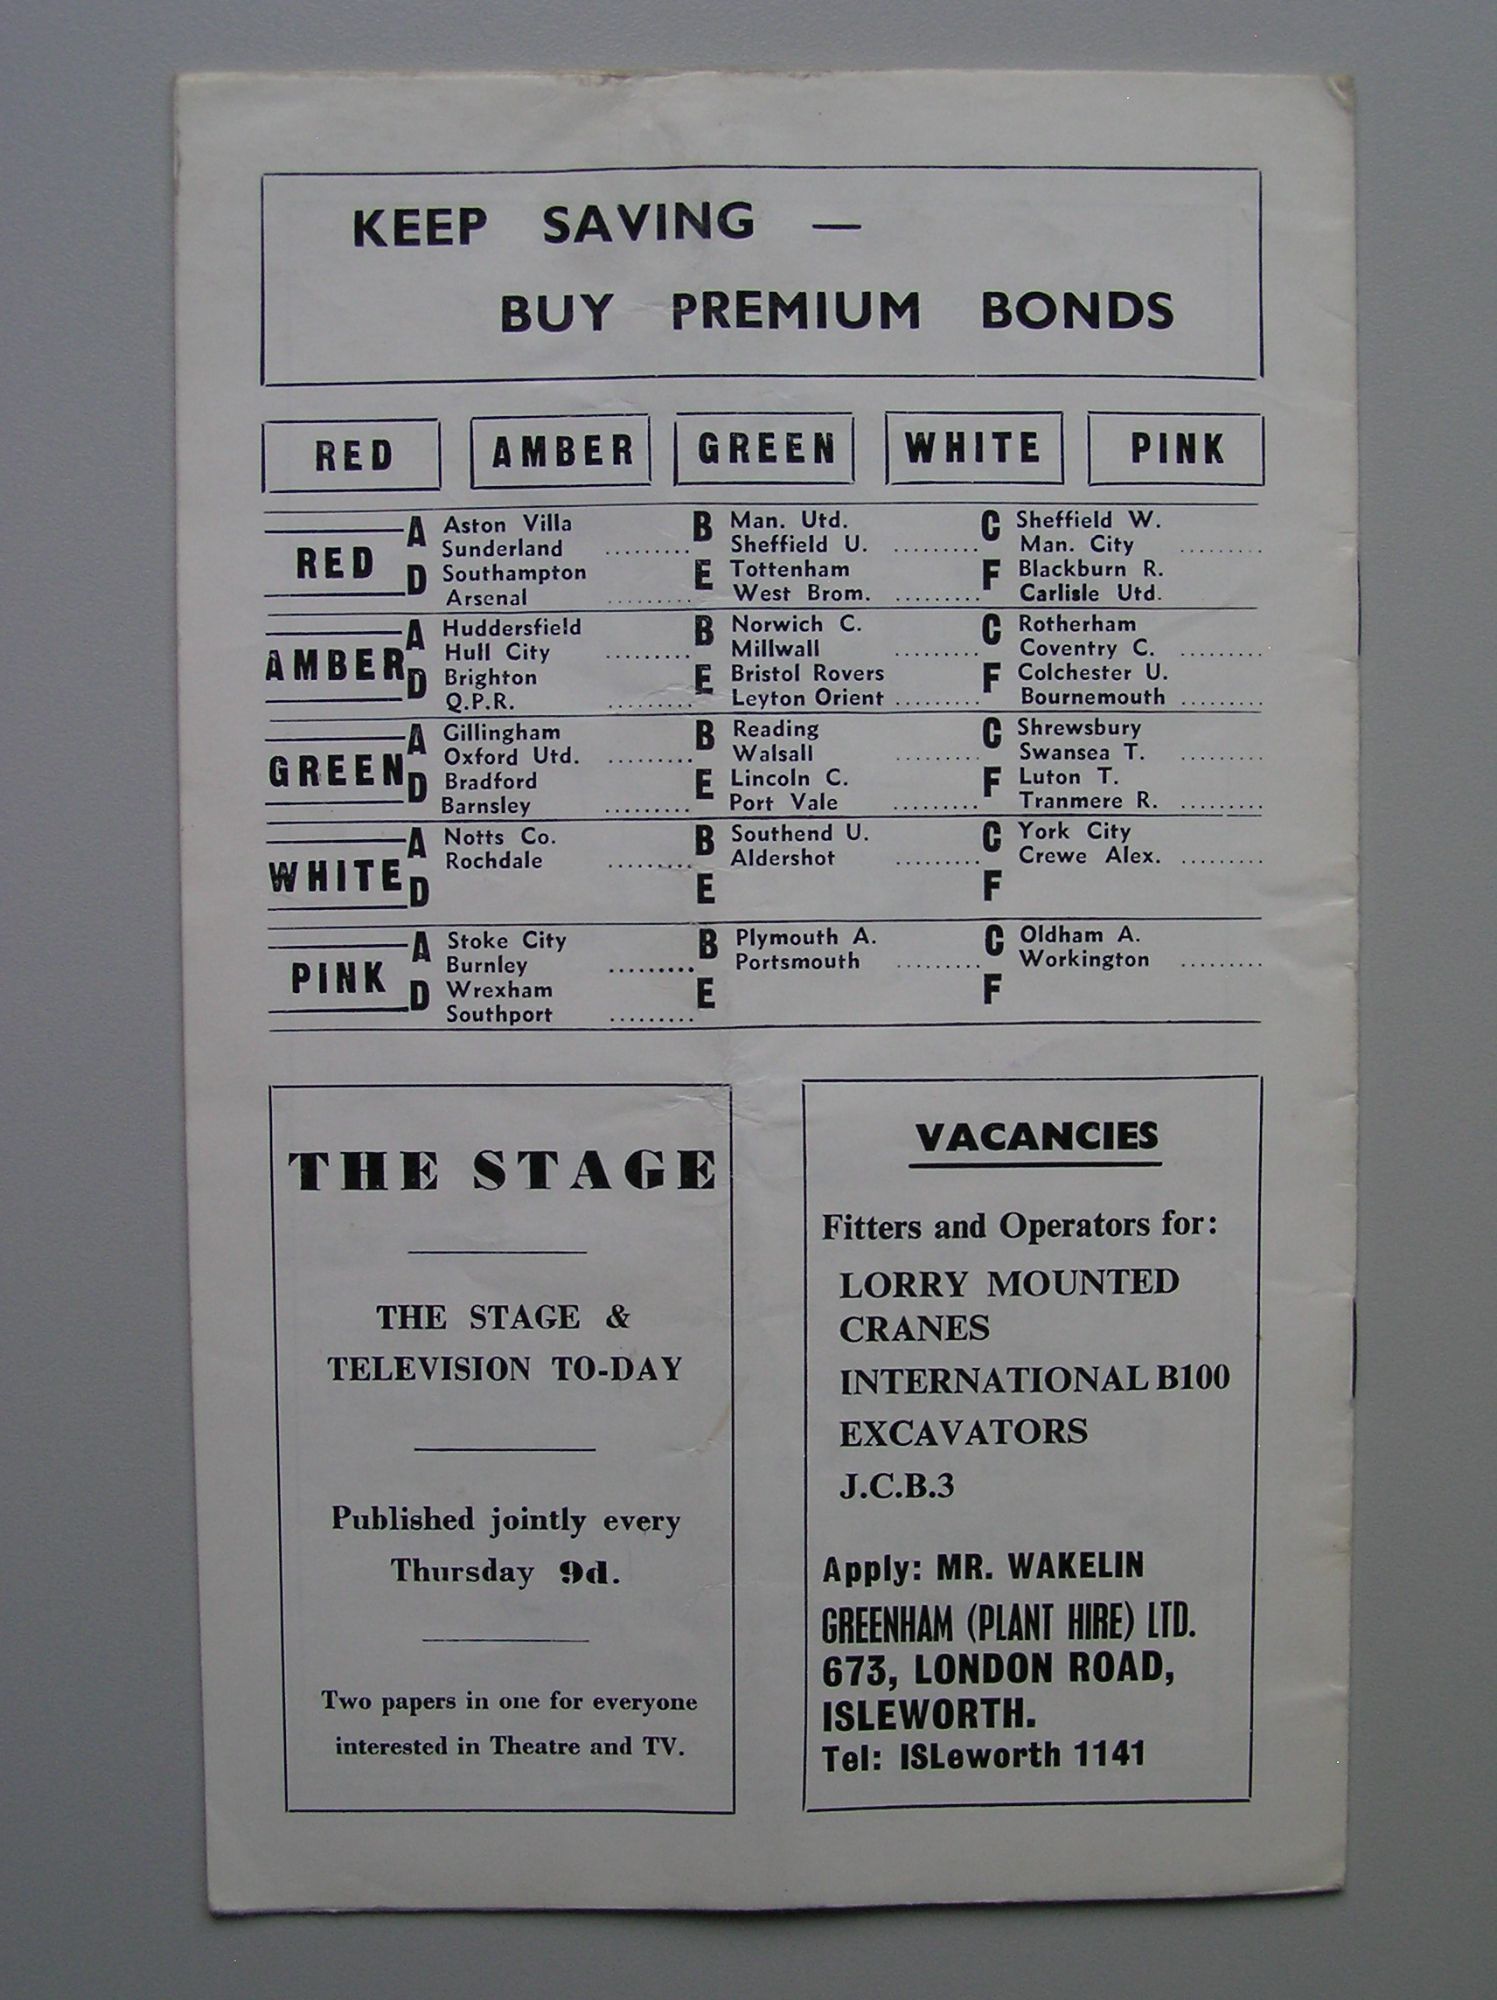 KEEP SAVING —
BUY PREMIUM BONDS
RED AMBER GREEN WHITE PINK
RED
A Aston Villa
Sunderland .........
B Man. Utd.
Sheffield U. .........
C Sheffield W.
Man. City .........
D Southampton
Arsenal .........
E Tottenham
West Brom. .........
F Blackburn R.
Carlisle Utd.
AMBER
A Huddersfield
Hull City .........
B Norwich C.
Millwall .........
C Rotherham
Coventry C. .........
D Brighton
Q.P.R. .........
E Bristol Rovers
Leyton Orient .........
F Colchester U.
Bournemouth .........
GREEN
A Gillingham
Oxford Utd. .........
B Reading
Walsall .........
C Shrewsbury
Swansea T. .........
D Bradford
Barnsley .........
E Lincoln C.
Port Vale .........
F Luton T.
Tranmere R. .........
WHITE
A Notts Co.
Rochdale .........
B Southend U.
Aldershot .........
C York City
Crewe Alex. .........
D
E
F
PINK
A Stoke City
Burnley .........
B Plymouth A.
Portsmouth .........
C Oldham A.
Workington .........
D Wrexham
Southport .........
E
F
THE STAGE
THE STAGE &
TELEVISION TO-DAY
Published jointly every
Thursday 9d.
Two papers in one for everyone
interested in Theatre and TV.
VACANCIES
Fitters and Operators for:
LORRY MOUNTED
CRANES
INTERNATIONAL B100
EXCAVATORS
J.C.B.3
Apply: MR. WAKELIN
GREENHAM (PLANT HIRE) LTD.
673, LONDON ROAD,
ISLEWORTH.
Tel: ISLeworth 1141